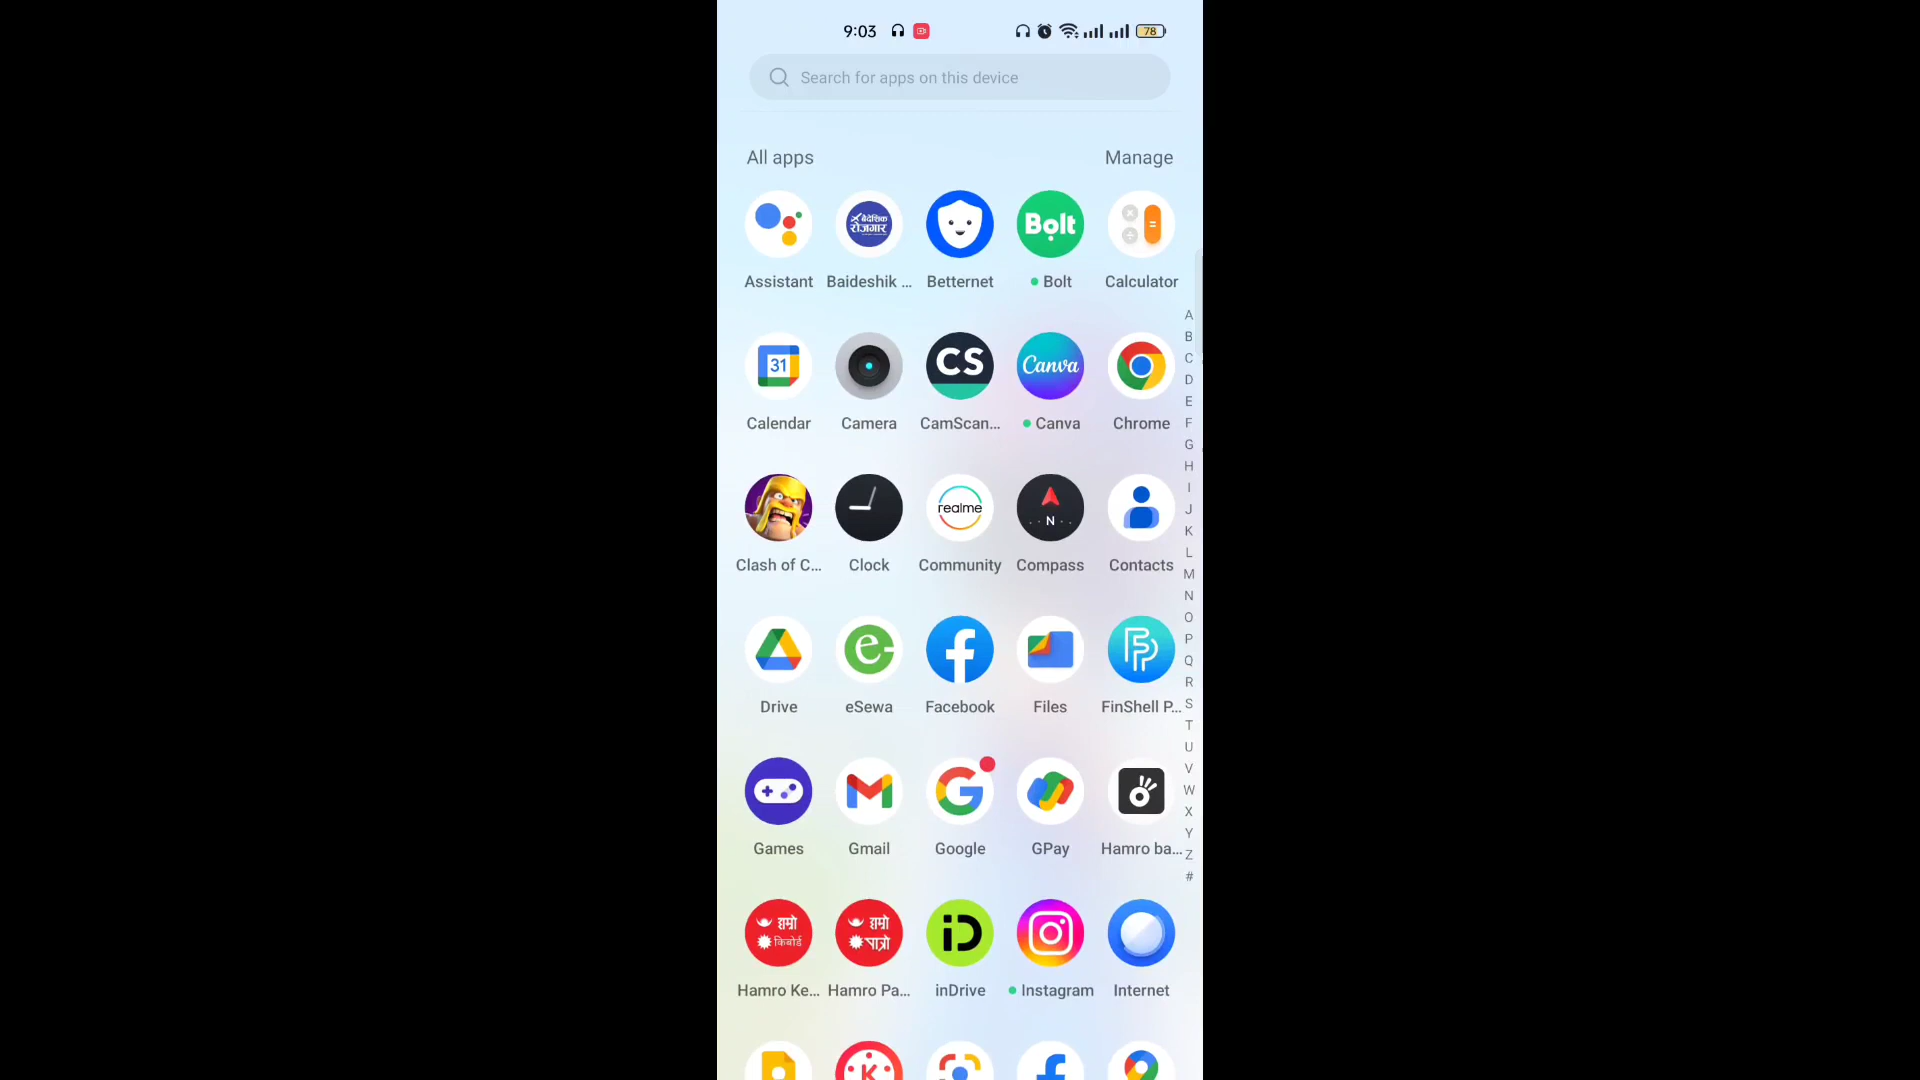 9:03
78
Search for apps on this device
All apps
Manage
बैदेशिक
रोजगार
Bolt
Assistant
Baideshik ...
Betternet
Bolt
Calculator
31
CS
Canva
Calendar
Camera
CamScan...
Canva
Chrome
realme
N
Clash of C...
Clock
Community
Compass
Contacts
Drive
eSewa
Facebook
Files
FinShell P...
Games
Gmail
Google
GPay
Hamro ba...
हाम्रो
किबोर्ड
हाम्रो
पात्रो
iD
Hamro Ke...
Hamro Pa...
inDrive
Instagram
Internet
K
A
B
C
D
E
F
G
H
I
J
K
L
M
N
O
P
Q
R
S
T
U
V
W
X
Y
Z
#